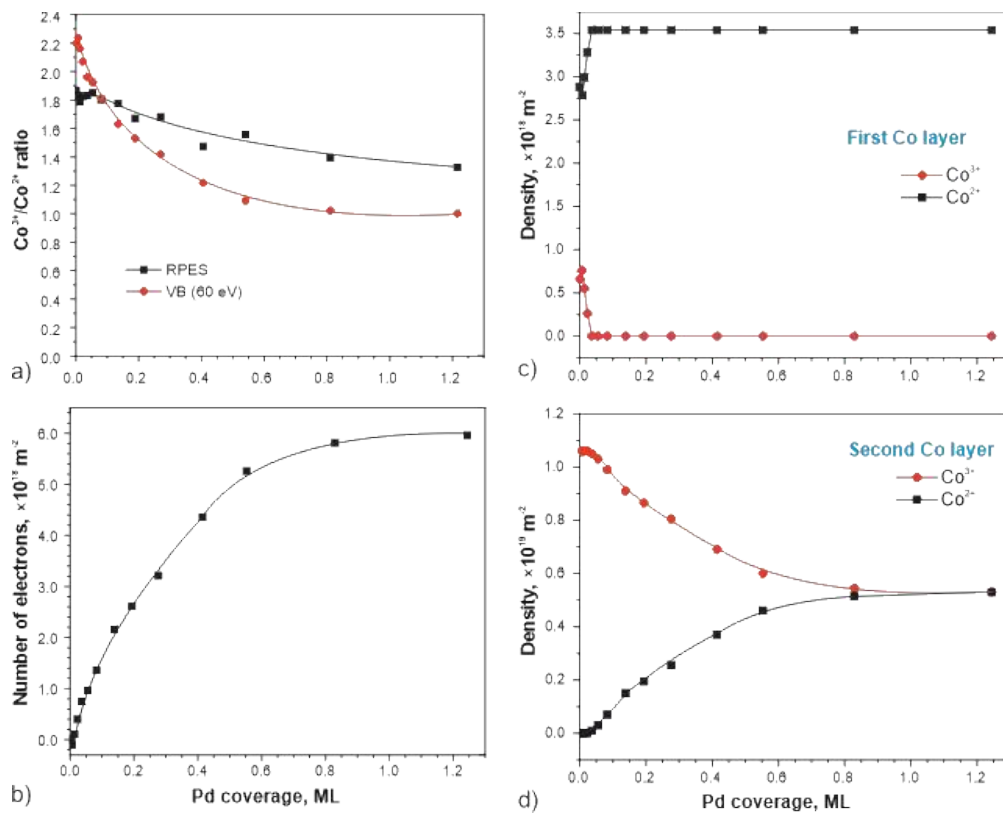 2.4
2.2
2.0
1.8
1.6
1.4
1.2
1.0
0.8
0.6
0.4
0.2
0.0
Co³⁺/Co²⁺ ratio
RPES
VB (60 eV)
0.0 0.2 0.4 0.6 0.8 1.0 1.2
a)
3.5
3.0
2.5
2.0
1.5
1.0
0.5
0.0
Density, ×10¹⁸ m⁻²
First Co layer
Co³⁺
Co²⁺
0.0 0.2 0.4 0.6 0.8 1.0 1.2
c)
6.0
5.0
4.0
3.0
2.0
1.0
0.0
Number of electrons, ×10¹⁸ m⁻²
0.0 0.2 0.4 0.6 0.8 1.0 1.2
Pd coverage, ML
b)
1.2
1.0
0.8
0.6
0.4
0.2
0.0
Density, ×10¹⁹ m⁻²
Second Co layer
Co³⁺
Co²⁺
0.0 0.2 0.4 0.6 0.8 1.0 1.2
Pd coverage, ML
d)